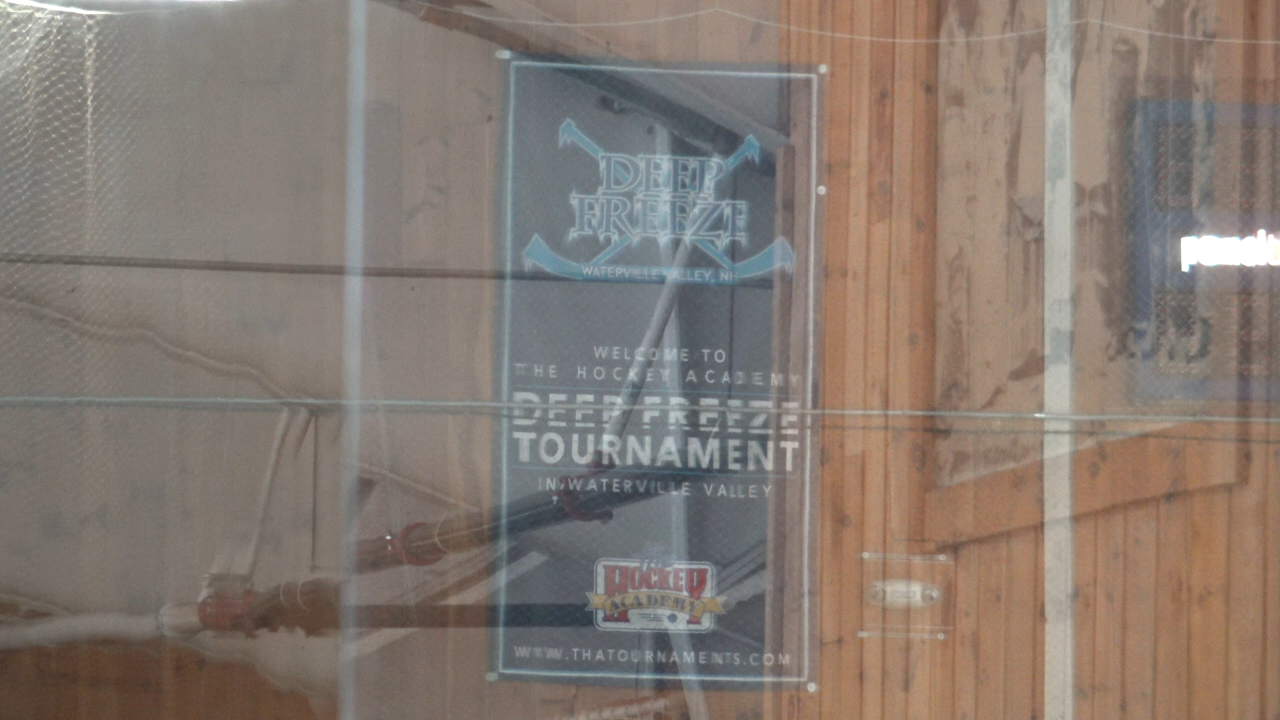 DEEP
FREEZE
WATERVILLE VALLEY, NH
WELCOME TO
THE HOCKEY ACADEMY
DEEP FREEZE
TOURNAMENT
IN WATERVILLE VALLEY
THE
HOCKEY
ACADEMY
WWW.THATOURNAMENTS.COM